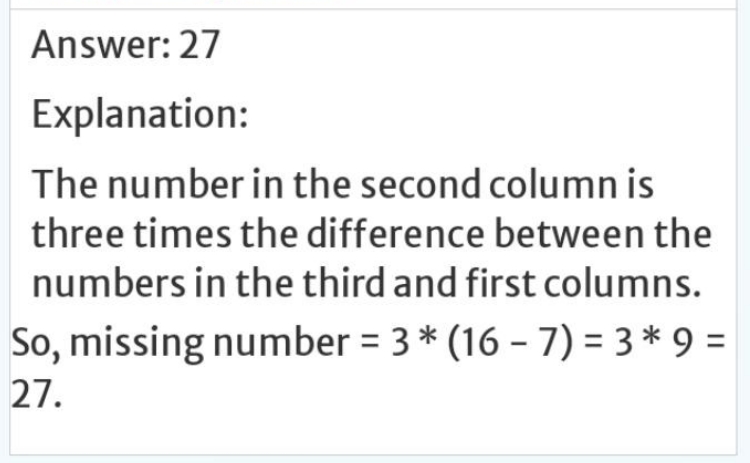 Answer: 27
Explanation:
The number in the second column is
three times the difference between the
numbers in the third and first columns.
So, missing number = 3 * (16 – 7) = 3 * 9 =
27.